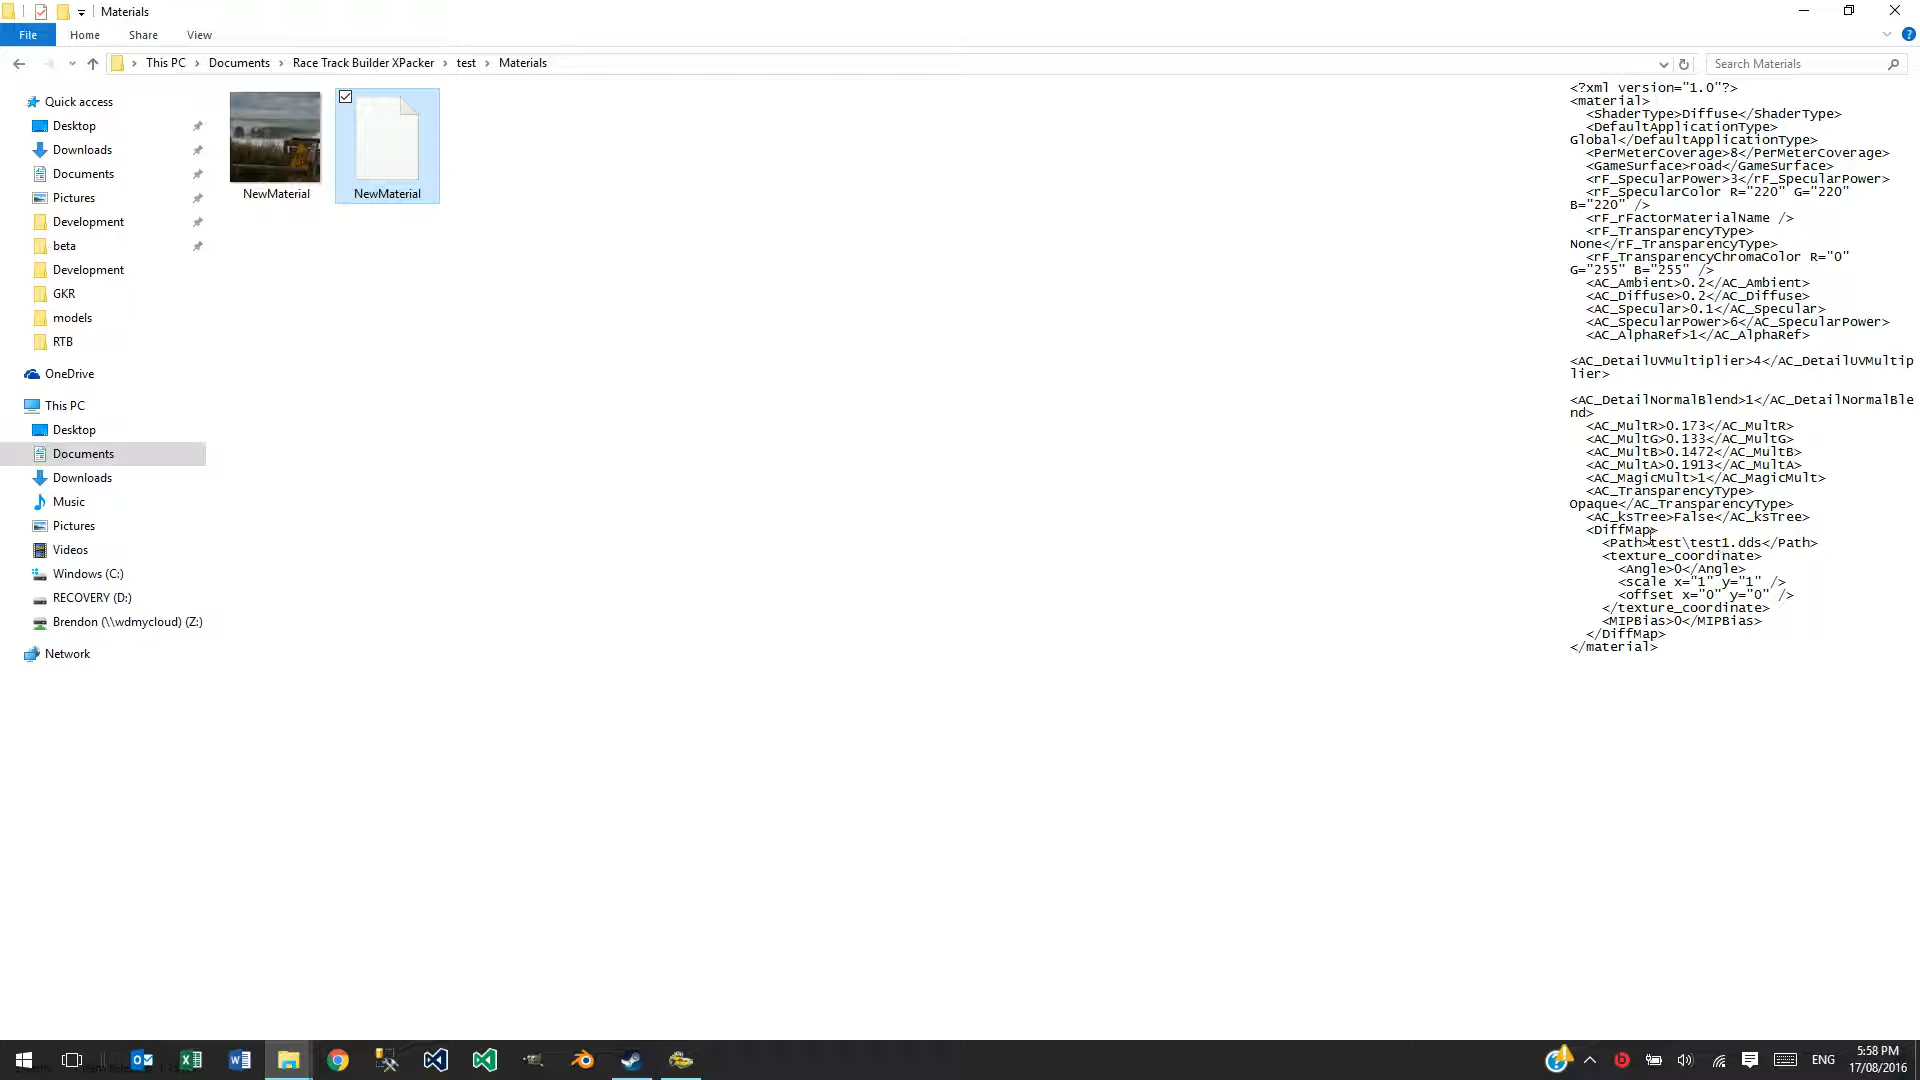 Materials
File Home Share View
This PC Documents Race Track Builder XPacker test Materials
Search Materials
Quick access
Desktop
Downloads
Documents
Pictures
Development
beta
Development
GKR
models
RTB
OneDrive
This PC
Desktop
Documents
Downloads
Music
Pictures
Videos
Windows (C:)
RECOVERY (D:)
Brendon (\\wdmycloud) (Z:)
Network
NewMaterial
NewMaterial
<?xml version="1.0"?>
<material>
<ShaderType>Diffuse</ShaderType>
<DefaultApplicationType>
Global</DefaultApplicationType>
<PerMeterCoverage>8</PerMeterCoverage>
<GameSurface>road</GameSurface>
<rF_SpecularPower>3</rF_SpecularPower>
<rF_SpecularColor R="220" G="220"
B="220" />
<rF_rFactorMaterialName />
<rF_TransparencyType>
None</rF_TransparencyType>
<rF_TransparencyChromaColor R="0"
G="255" B="255" />
<AC_Ambient>0.2</AC_Ambient>
<AC_Diffuse>0.2</AC_Diffuse>
<AC_Specular>0.1</AC_Specular>
<AC_SpecularPower>6</AC_SpecularPower>
<AC_AlphaRef>1</AC_AlphaRef>
<AC_DetailUVMultiplier>4</AC_DetailUVMultip
lier>
<AC_DetailNormalBlend>1</AC_DetailNormalBle
nd>
<AC_MultR>0.173</AC_MultR>
<AC_MultG>0.133</AC_MultG>
<AC_MultB>0.1472</AC_MultB>
<AC_MultA>0.1913</AC_MultA>
<AC_MagicMult>1</AC_MagicMult>
<AC_TransparencyType>
Opaque</AC_TransparencyType>
<AC_ksTree>False</AC_ksTree>
<DiffMap>
<Path>test\test1.dds</Path>
<texture_coordinate>
<Angle>0</Angle>
<scale x="1" y="1" />
<offset x="0" y="0" />
</texture_coordinate>
<MIPBias>0</MIPBias>
</DiffMap>
</material>
ENG
5:58 PM
17/08/2016